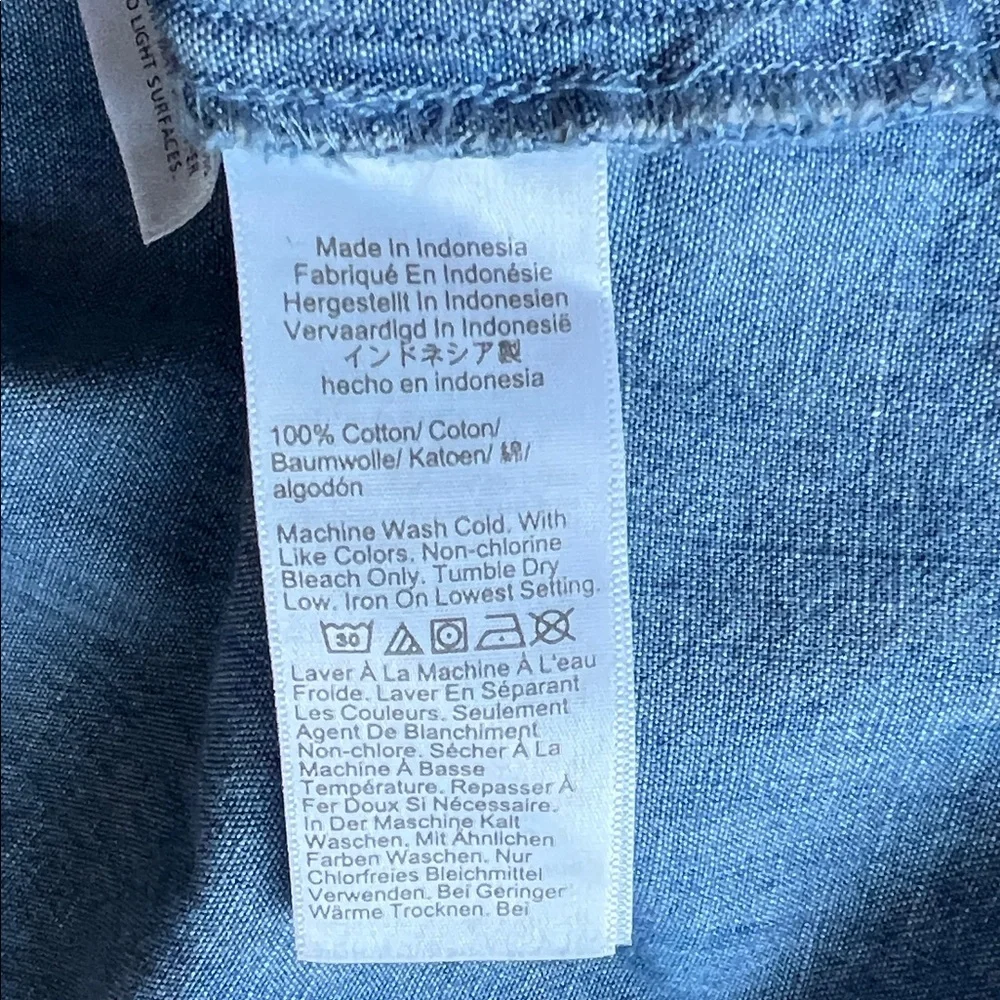 O LIGHT SURFACES.
ER
Made In Indonesia
Fabriqué En Indonésie
Hergestellt In Indonesien
Vervaardigd In Indonesië
インドネシア製
hecho en indonesia
100% Cotton/ Coton/
Baumwolle/ Katoen/ 綿/
algodón
Machine Wash Cold. With
Like Colors. Non-chlorine
Bleach Only. Tumble Dry
Low. Iron On Lowest Setting.
30
Laver À La Machine À L'eau
Froide. Laver En Séparant
Les Couleurs. Seulement
Agent De Blanchiment
Non-chlore. Sécher À La
Machine À Basse
Température. Repasser À
Fer Doux Si Nécessaire.
In Der Maschine Kalt
Waschen. Mit Ähnlichen
Farben Waschen. Nur
Chlorfreies Bleichmittel
Verwenden. Bei Geringer
Wärme Trocknen. Bei